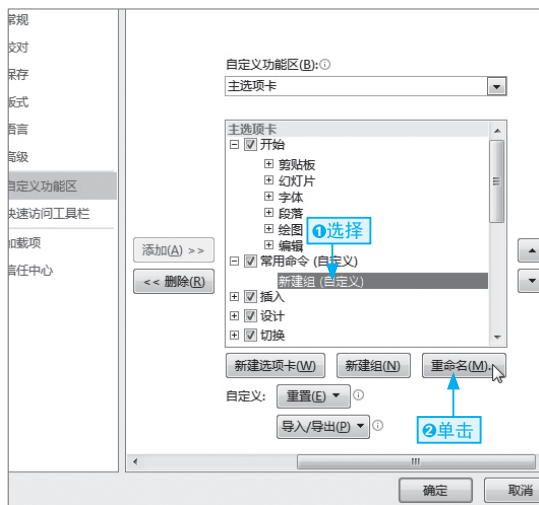 常规
校对
保存
版式
语言
高级
自定义功能区
快速访问工具栏
加载项
信任中心
自定义功能区(B):
主选项卡
主选项卡
开始
剪贴板
幻灯片
字体
段落
绘图
编辑
❶选择
常用命令 (自定义)
新建组 (自定义)
插入
设计
切换
添加(A) >>
<< 删除(R)
新建选项卡(W) 新建组(N) 重命名(M)...
自定义: 重置(E)
导入/导出(P)
❷单击
确定 取消